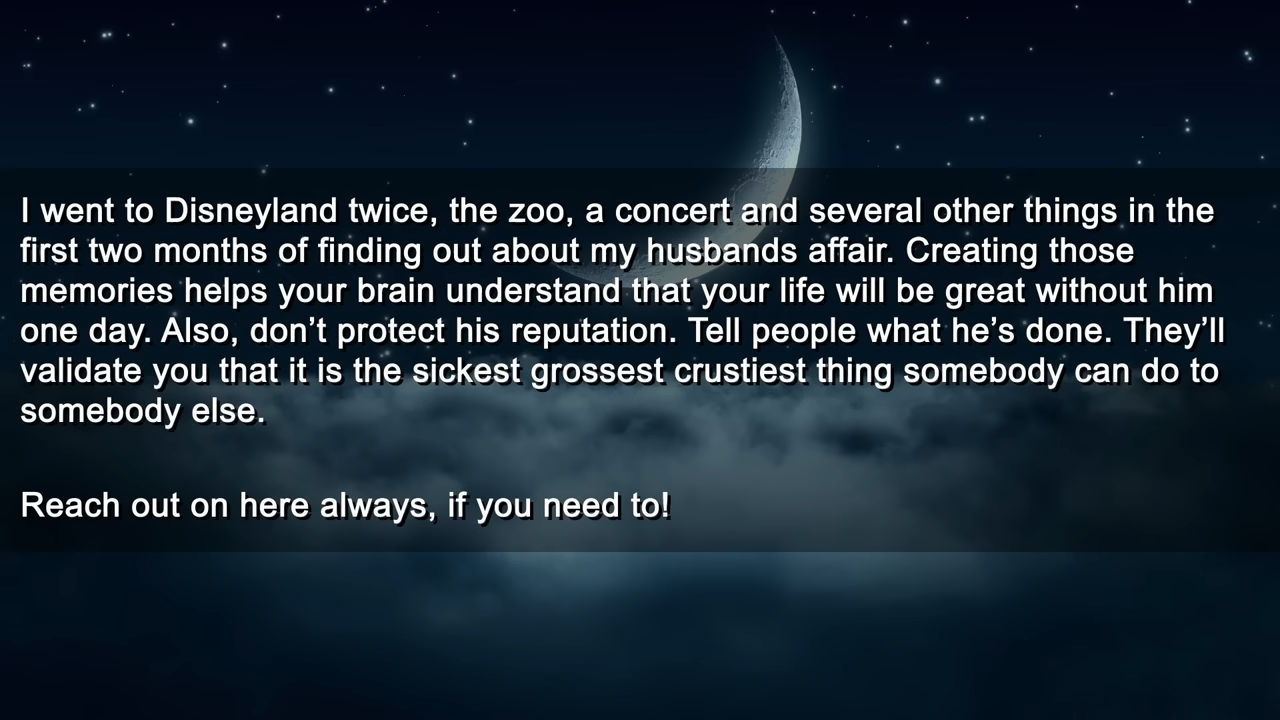 I went to Disneyland twice, the zoo, a concert and several other things in the
first two months of finding out about my husbands affair. Creating those
memories helps your brain understand that your life will be great without him
one day. Also, don’t protect his reputation. Tell people what he’s done. They’ll
validate you that it is the sickest grossest crustiest thing somebody can do to
somebody else.
Reach out on here always, if you need to!